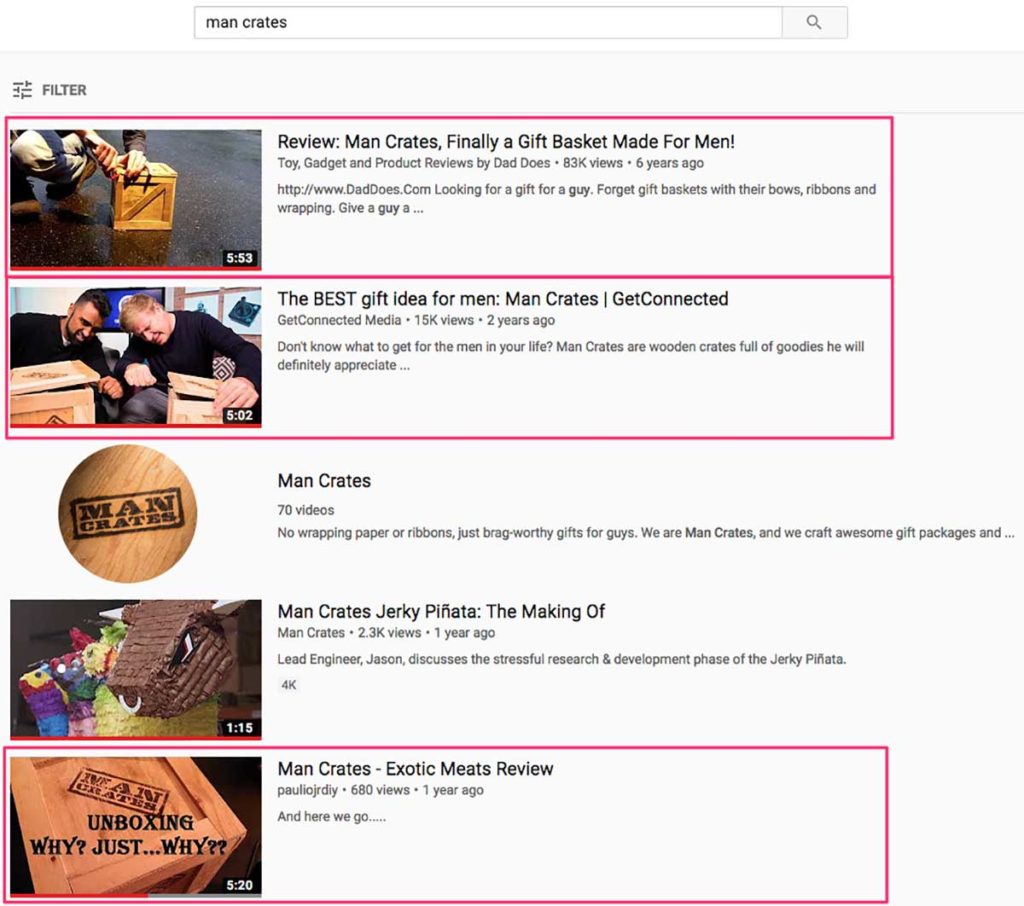 man crates
FILTER
Review: Man Crates, Finally a Gift Basket Made For Men!
Toy, Gadget and Product Reviews by Dad Does • 83K views • 6 years ago
http://www.DadDoes.Com Looking for a gift for a guy. Forget gift baskets with their bows, ribbons and
wrapping. Give a guy a ...
5:53
The BEST gift idea for men: Man Crates | GetConnected
GetConnected Media • 15K views • 2 years ago
Don't know what to get for the men in your life? Man Crates are wooden crates full of goodies he will
definitely appreciate ...
5:02
MAN
CRATES
Man Crates
70 videos
No wrapping paper or ribbons, just brag-worthy gifts for guys. We are Man Crates, and we craft awesome gift packages and ...
Man Crates Jerky Piñata: The Making Of
Man Crates • 2.3K views • 1 year ago
Lead Engineer, Jason, discusses the stressful research & development phase of the Jerky Piñata.
4K
1:15
MAN
CRATES
UNBOXING
WHY? JUST...WHY??
5:20
Man Crates - Exotic Meats Review
pauliojrdiy • 680 views • 1 year ago
And here we go.....